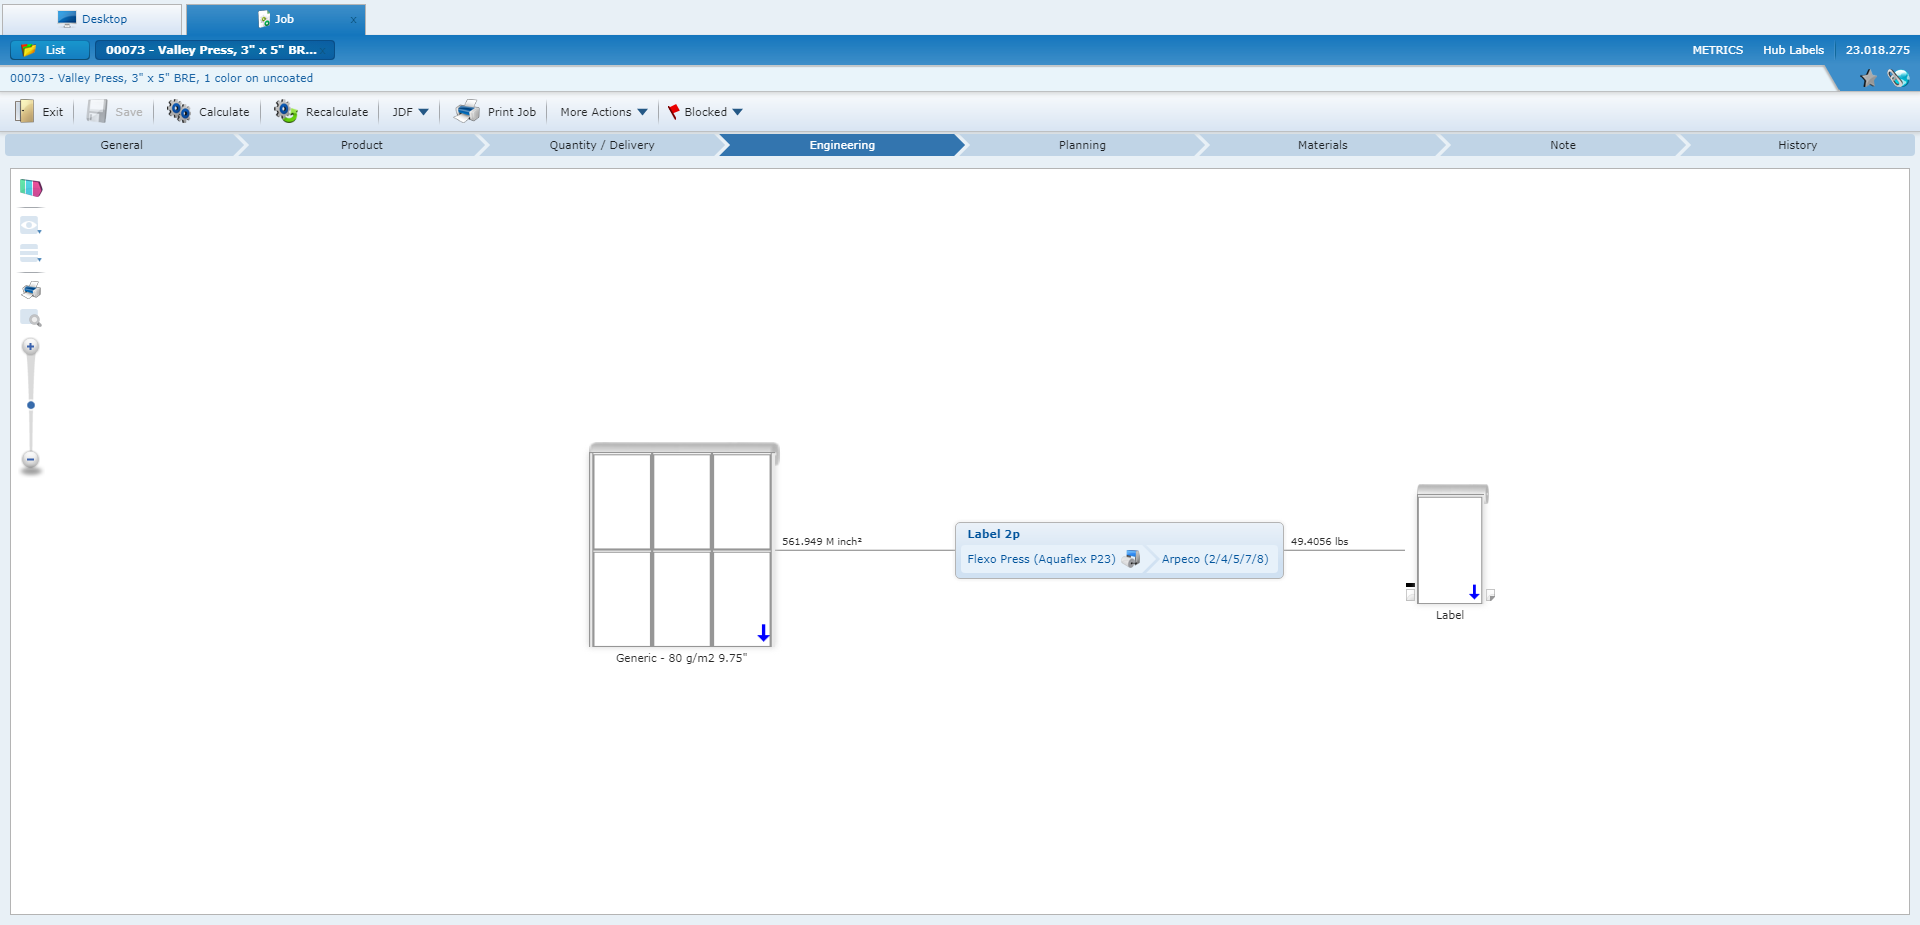 Desktop
Job
x
List
00073 - Valley Press, 3" x 5" BR...
METRICS
Hub Labels
23.018.275
00073 - Valley Press, 3" x 5" BRE, 1 color on uncoated
Exit
Save
Calculate
Recalculate
JDF
Print Job
More Actions
Blocked
General
Product
Quantity / Delivery
Engineering
Planning
Materials
Note
History
561.949 M inch²
Label 2p
Flexo Press (Aquaflex P23)
Arpeco (2/4/5/7/8)
49.4056 lbs
Label
Generic - 80 g/m2 9.75"